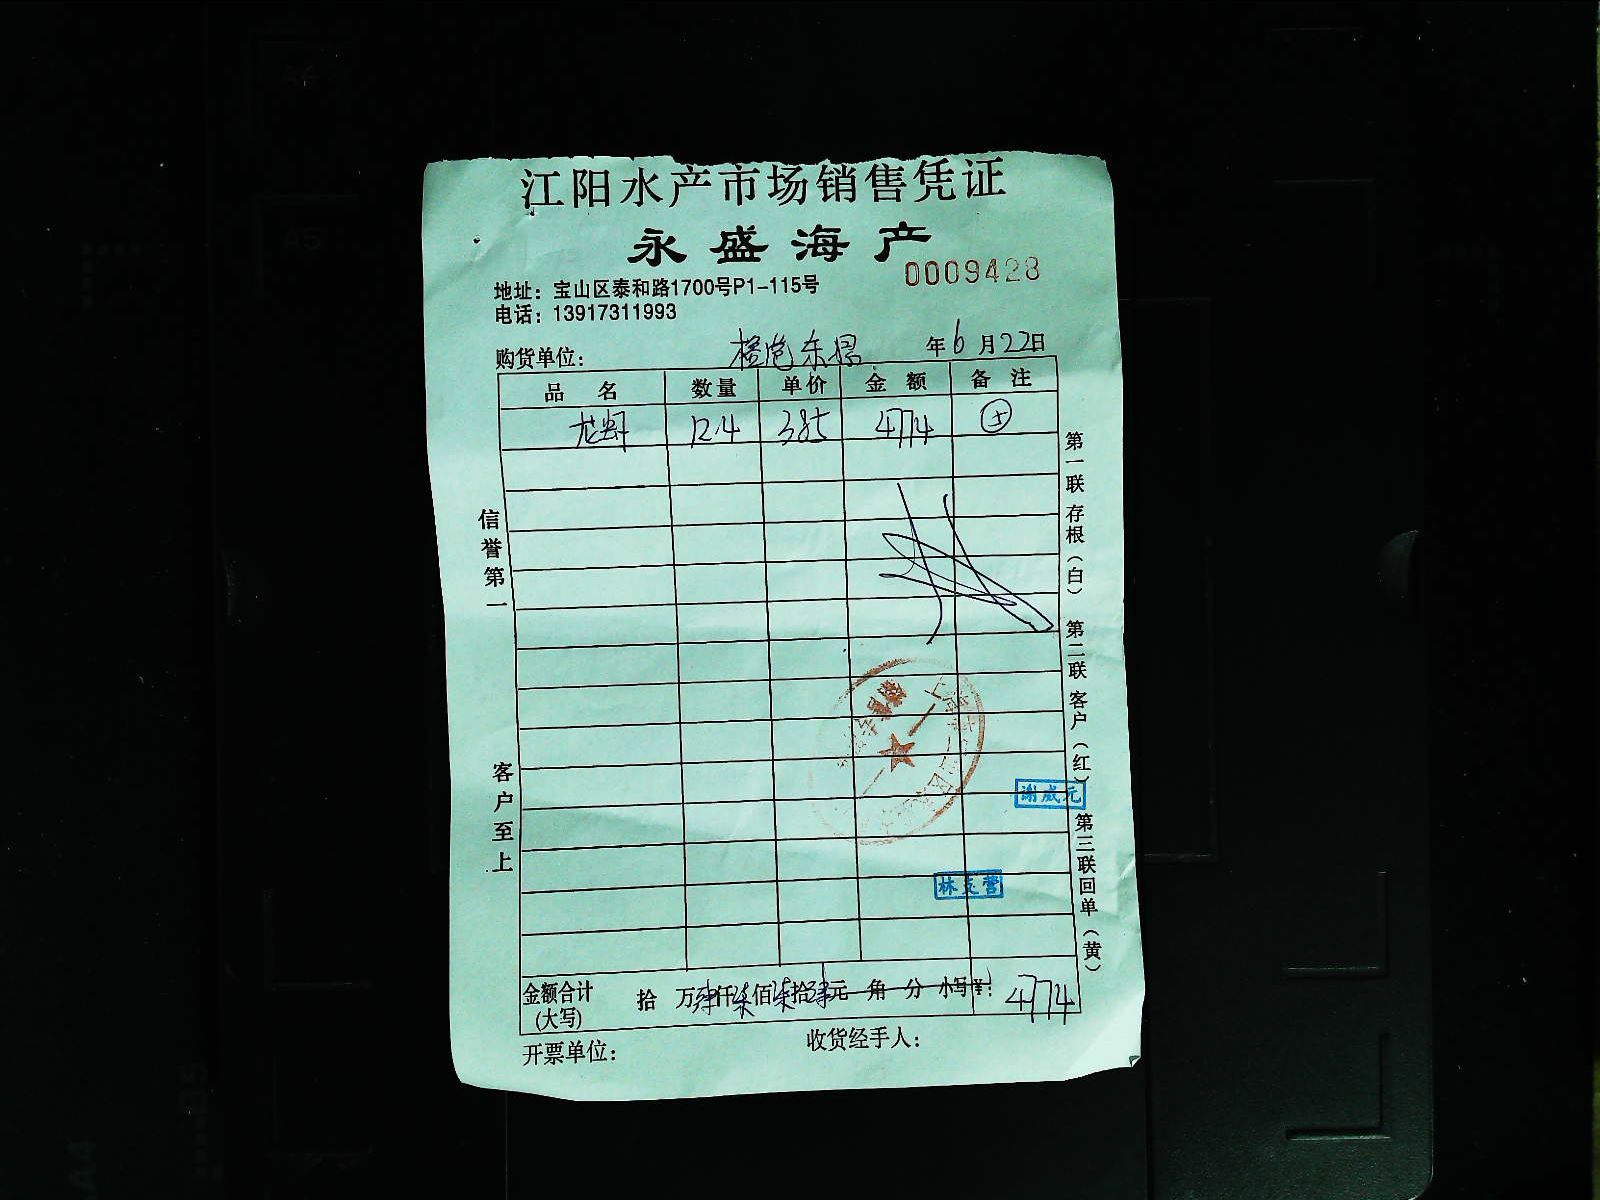 江阳水产市场销售凭证
永盛海产
0009428
地址：宝山区泰和路1700号P1-115号
电话：13917311993
购货单位： 年6月22日
品 名 数量 单价 金 额 备 注
龙虾 12.4 385 4774
信誉第一
客户至上
第一联 存根（白） 第二联 客户（红） 第三联回单（黄）
谢成元
金额合计 拾 万肆仟柒佰柒拾肆元 角 分 小写￥：4774
(大写)
开票单位： 收货经手人：